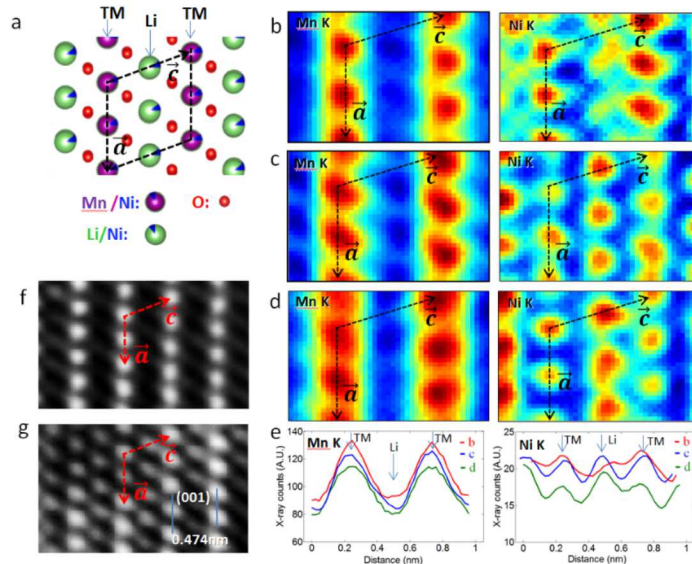 a
TM
Li
TM
c
a
Mn/Ni:
O:
Li/Ni:
b
Mn K
c
a
Ni K
c
a
c
Mn K
c
a
Ni K
c
a
d
Mn K
c
a
Ni K
c
a
f
c
a
g
c
a
(001)
0.474nm
e
Mn K
TM
Li
TM
b
c
d
X-ray counts (A.U.)
140
120
100
80
60
0 0.2 0.4 0.6 0.8 1
Distance (nm)
Ni K
TM
Li
TM
b
c
d
X-ray counts (A.U.)
25
20
15
10
0 0.2 0.4 0.6 0.8 1
Distance (nm)